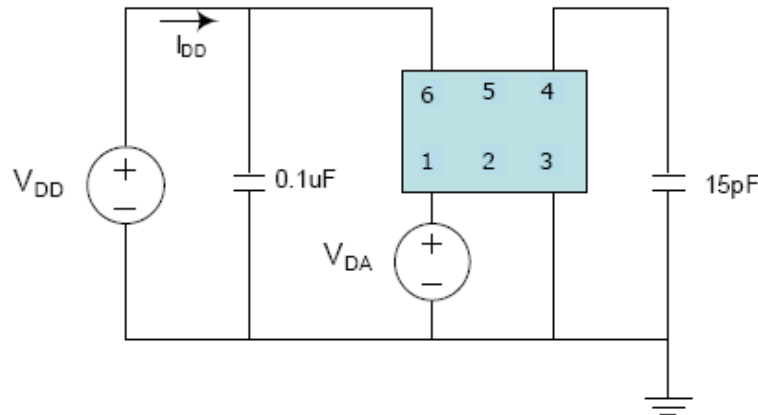 I_DD
6 5 4
1 2 3
V_DD
+
−
0.1uF
V_DA
+
−
15pF